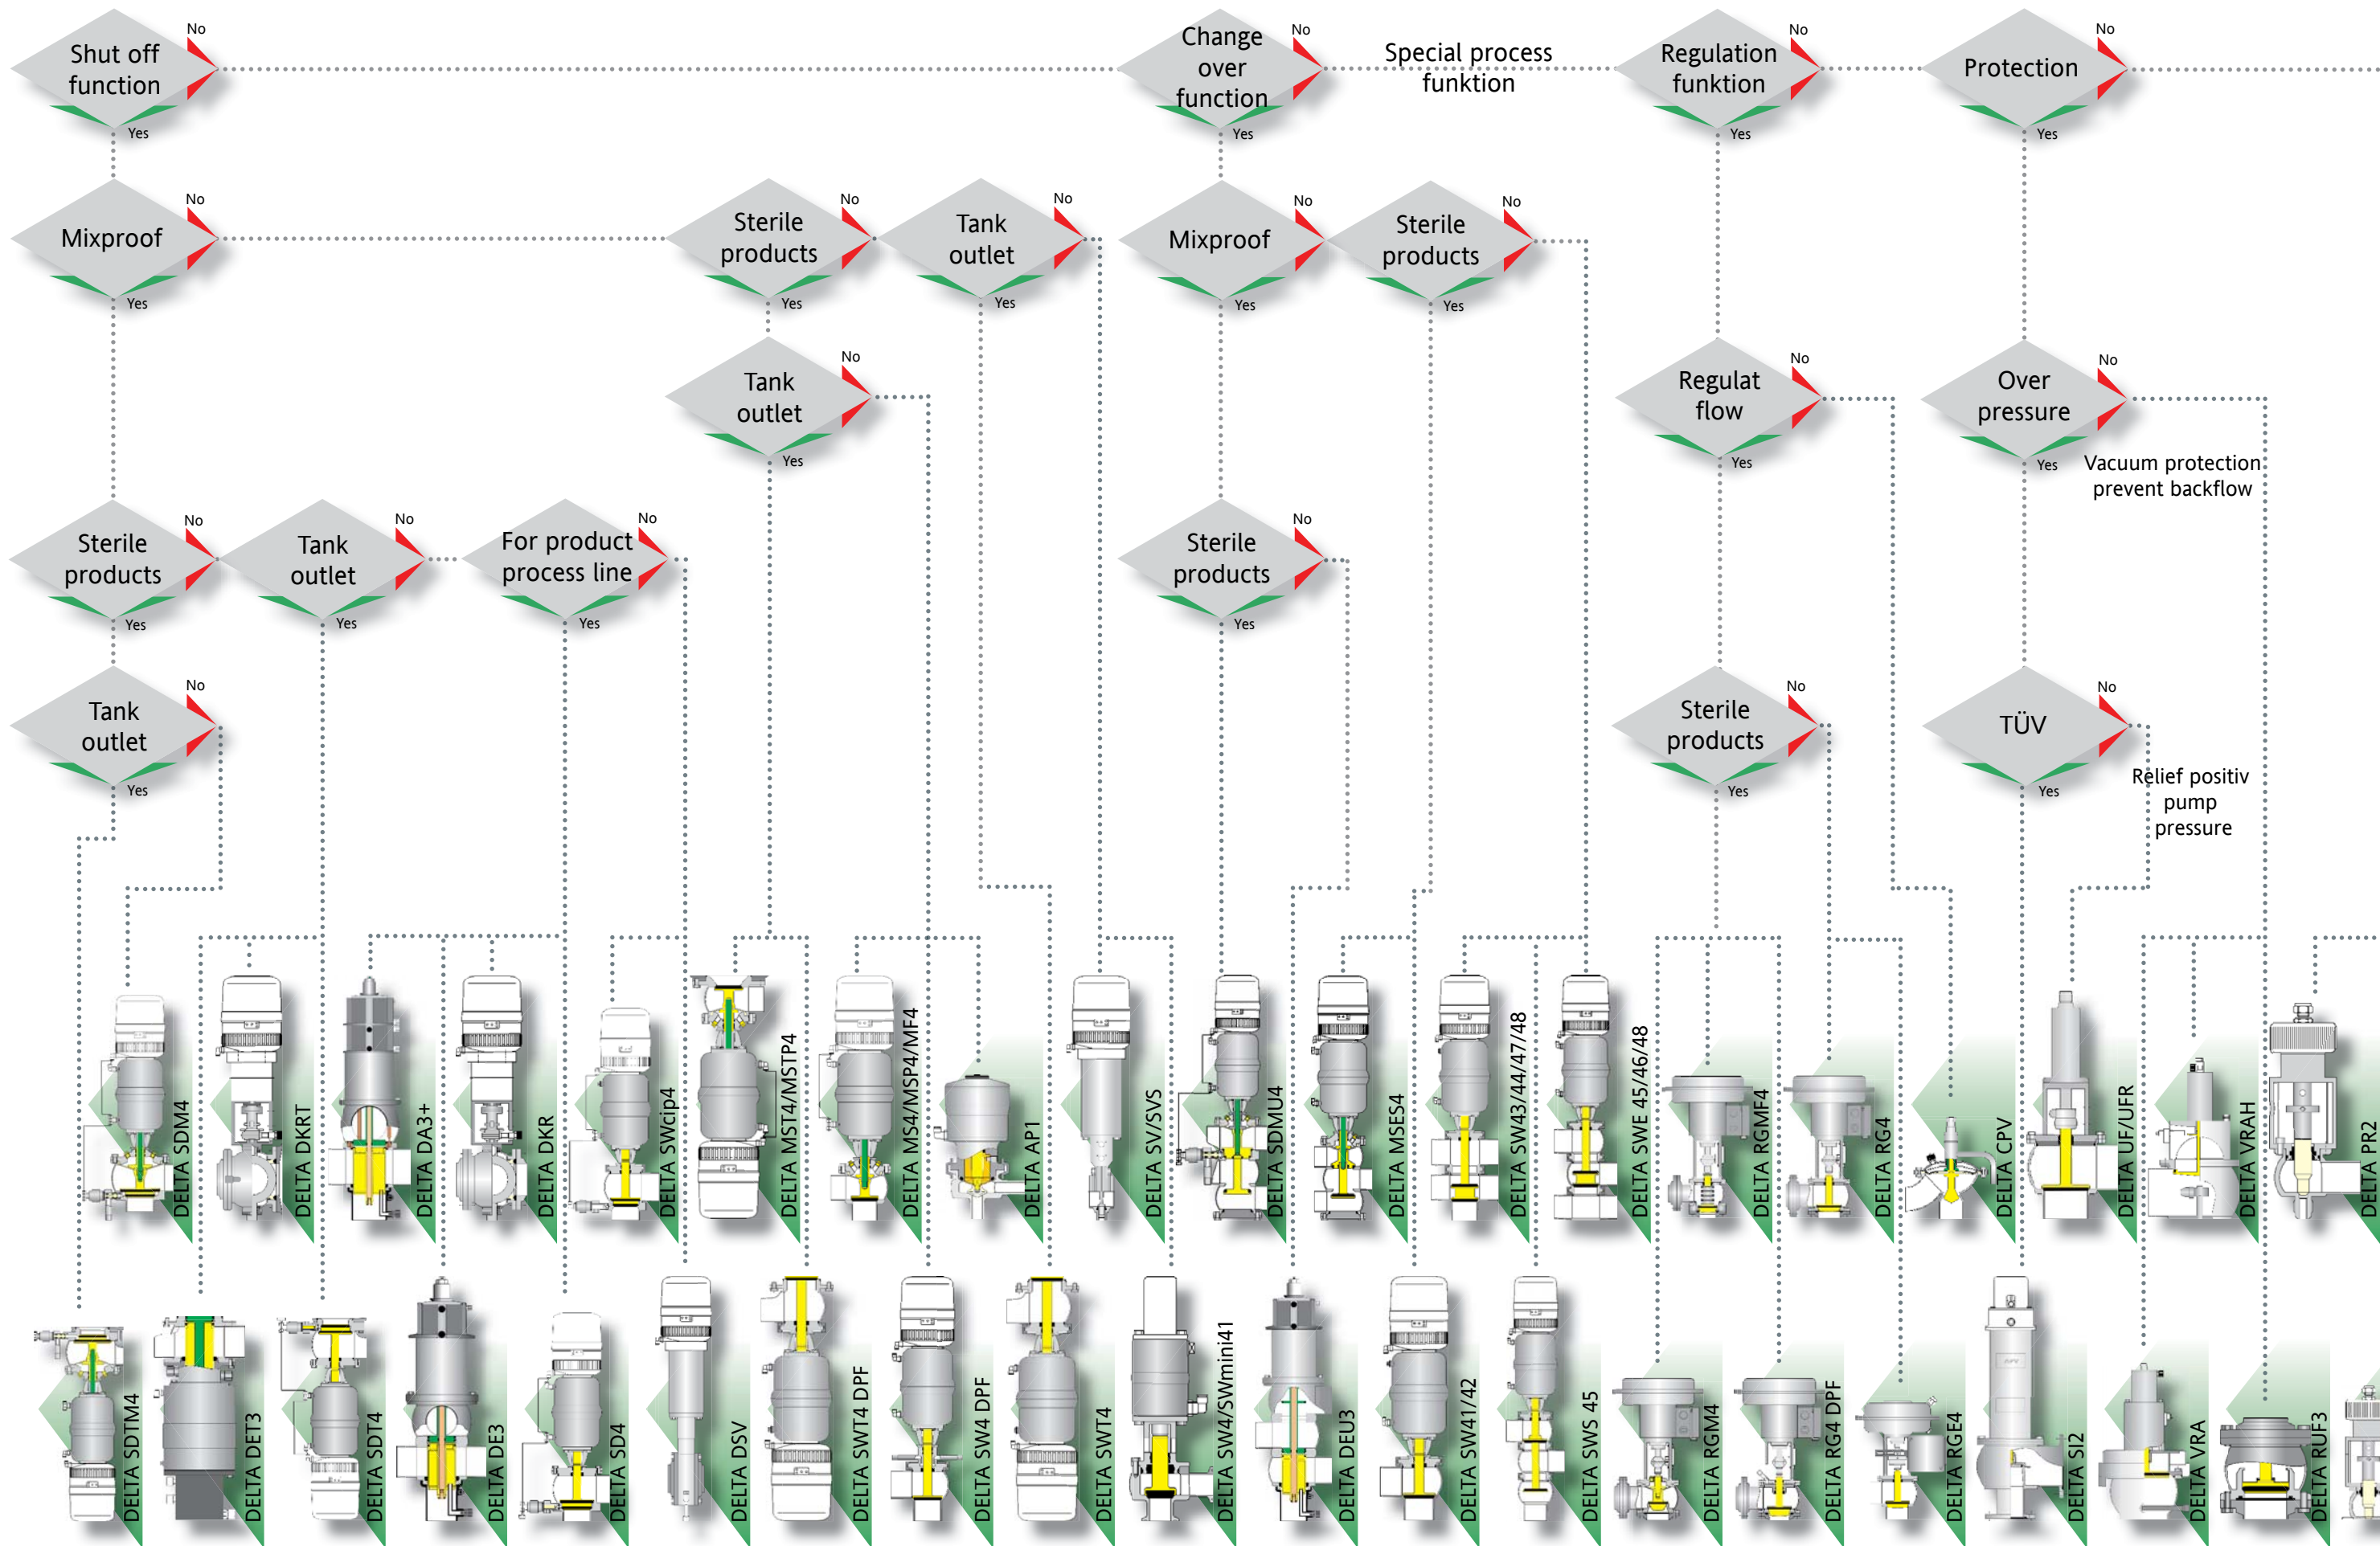 No
No
No
No
Shut off
function
Change
over
function
Special process
funktion
Regulation
funktion
Protection
Yes
Yes
Yes
Yes
No
No
No
No
No
Mixproof
Sterile
products
Tank
outlet
Mixproof
Sterile
products
Yes
Yes
Yes
Yes
Yes
No
No
No
Tank
outlet
Regulat
flow
Over
pressure
Yes
Yes
Yes
Vacuum protection
prevent backflow
No
No
No
No
Sterile
products
Tank
outlet
For product
process line
Sterile
products
Yes
Yes
Yes
Yes
No
No
No
Tank
outlet
Sterile
products
TÜV
Yes
Yes
Yes
Relief positiv
pump
pressure
DELTA SDM4
DELTA DKRT
DELTA DA3+
DELTA DKR
DELTA SWcip4
DELTA MST4/MSTP4
DELTA MS4/MSP4/MF4
DELTA AP1
DELTA SV/SVS
DELTA SDMU4
DELTA MSES4
DELTA SW43/44/47/48
DELTA SWE 45/46/48
DELTA RGMF4
DELTA RG4
DELTA CPV
DELTA UF/UFR
DELTA VRAH
DELTA PR2
DELTA SDTM4
DELTA DET3
DELTA SDT4
DELTA DE3
DELTA SD4
DELTA DSV
DELTA SWT4 DPF
DELTA SW4 DPF
DELTA SWT4
DELTA SW4/SWmini41
DELTA DEU3
DELTA SW41/42
DELTA SWS 45
DELTA RGM4
DELTA RG4 DPF
DELTA RGE4
DELTA SI2
DELTA VRA
DELTA RUF3